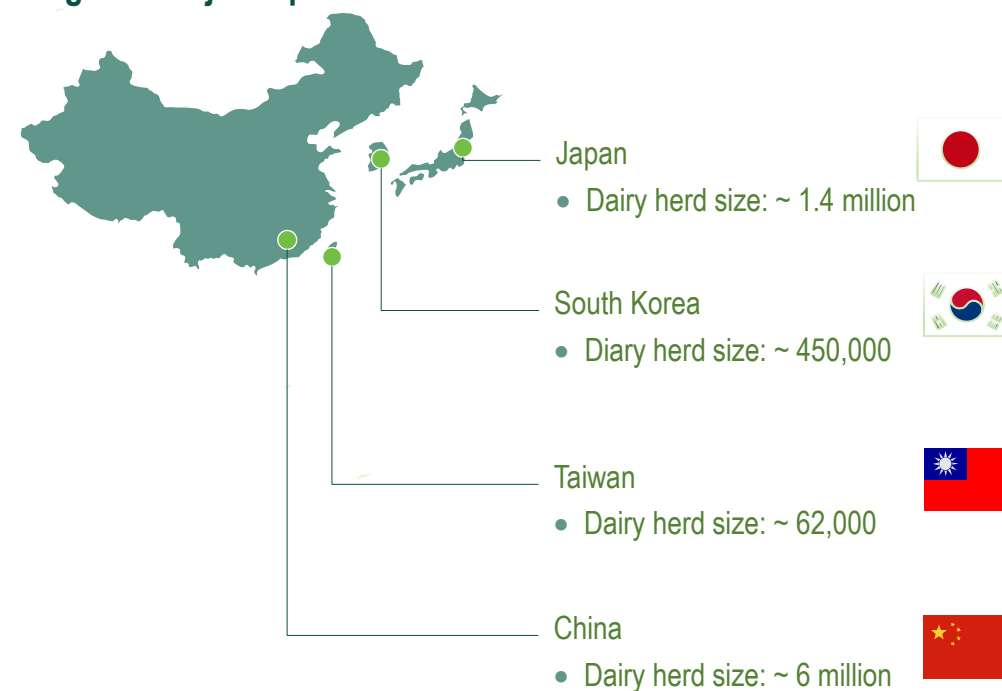 Japan
● Dairy herd size: ~ 1.4 million
South Korea
● Diary herd size: ~ 450,000
Taiwan
● Dairy herd size: ~ 62,000
China
● Dairy herd size: ~ 6 million